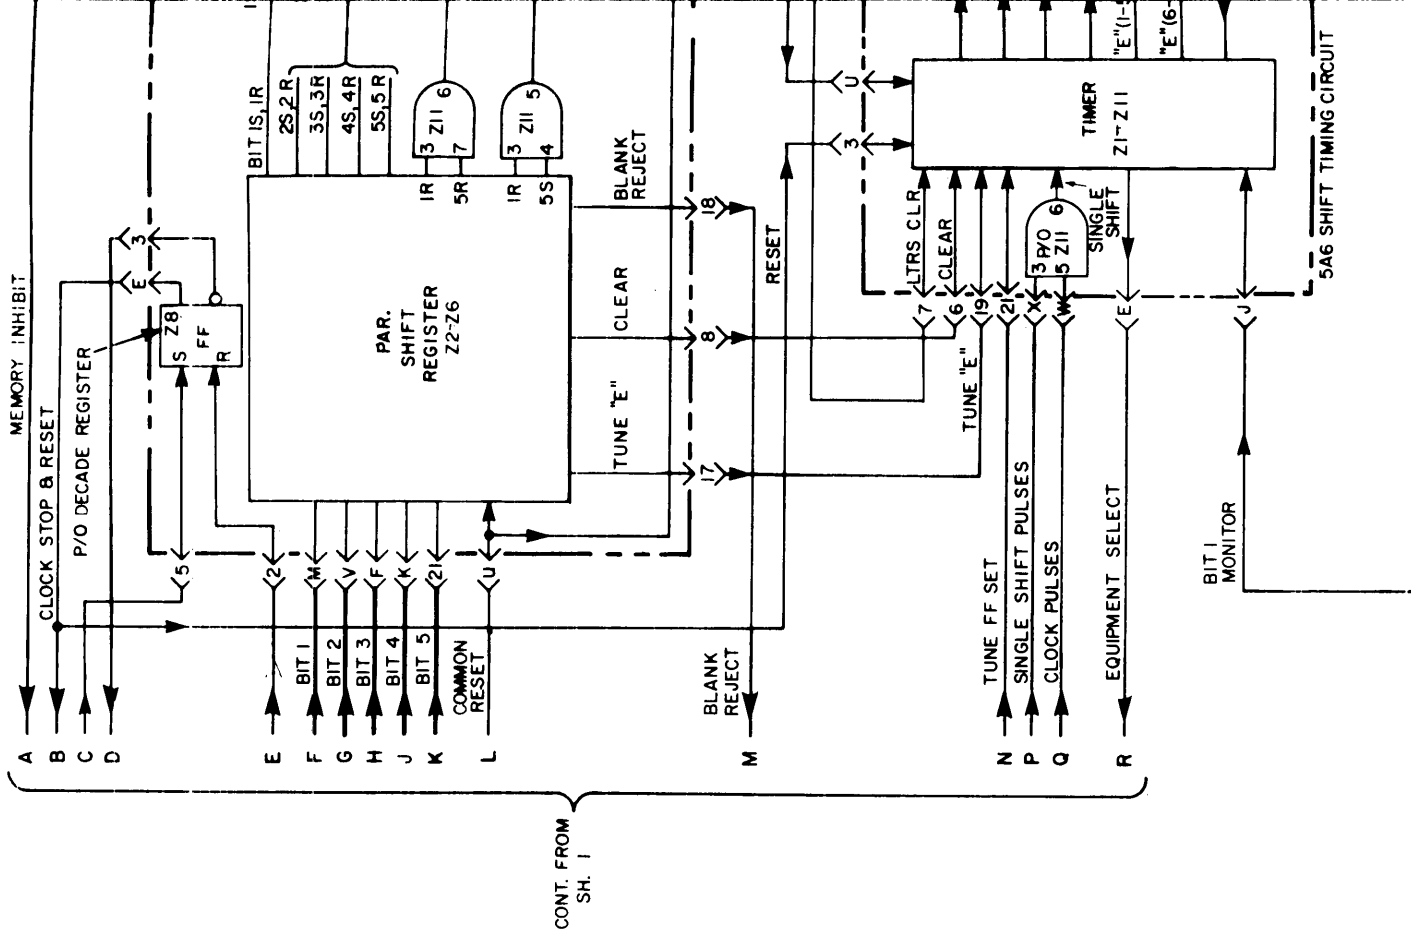 MEMORY INHIBIT
CLOCK STOP & RESET
P/O DECADE REGISTER
A
B
C
D
E
F
G
H
J
K
L
M
N
P
Q
R
CONT. FROM
SH. 1
5
2
M
V
F
K
21
U
BIT 1
BIT 2
BIT 3
BIT 4
BIT 5
COMMON
RESET
E
3
Z8
FF
S
R
PAR.
SHIFT
REGISTER
Z2-Z6
BIT 1S, 1R
2S, 2R
3S, 3R
4S, 4R
5S, 5R
1R
5R
3
7
Z11
6
1R
5S
3
4
Z11
5
BLANK
REJECT
18
CLEAR
8
TUNE "E"
17
RESET
BLANK
REJECT
U
3
TIMER
Z1-Z11
"E"(1-
"E"(6-
LTRS CLR
CLEAR
7
6
19
21
X
W
E
J
3
5
P/O
Z11
6
SINGLE
SHIFT
TUNE "E"
TUNE FF SET
SINGLE SHIFT PULSES
CLOCK PULSES
EQUIPMENT SELECT
BIT 1
MONITOR
5A6 SHIFT TIMING CIRCUIT